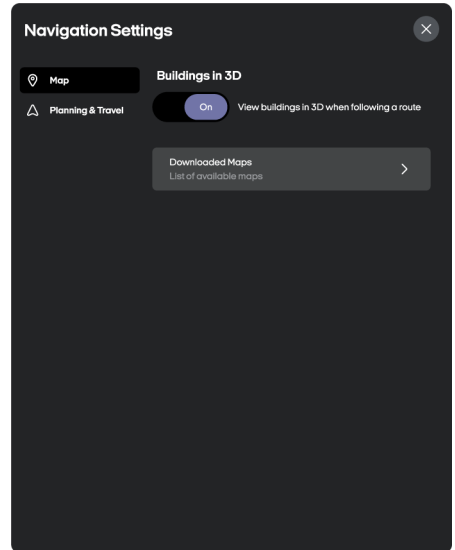 Navigation Settings
Map
Planning & Travel
Buildings in 3D
On
View buildings in 3D when following a route
Downloaded Maps
List of available maps